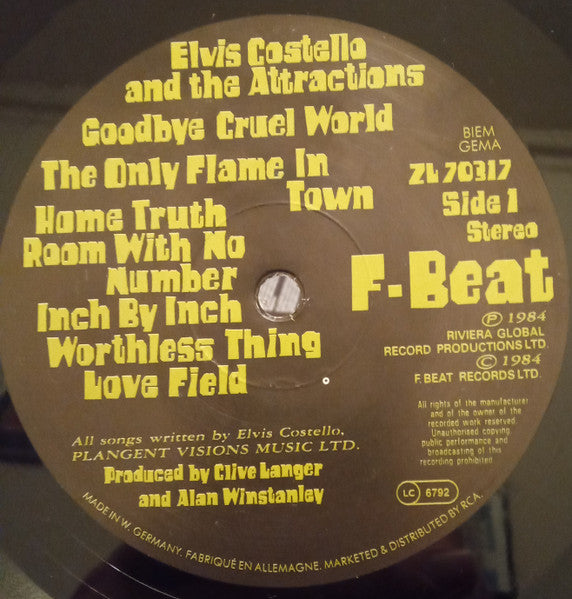 Elvis Costello
and the Attractions
Goodbye Cruel World
BIEM
GEMA
The Only Flame In
Town
ZL 70317
Side 1
Stereo
Home Truth
Room With No
Number
Inch By Inch
Worthless Thing
Love Field
F-Beat
℗ 1984
RIVIERA GLOBAL
RECORD PRODUCTIONS LTD.
© 1984
F. BEAT RECORDS LTD.
All rights of the manufacturer
and of the owner of the
recorded work reserved.
Unauthorised copying,
public performance and
broadcasting of this
recording prohibited.
All songs written by Elvis Costello,
PLANGENT VISIONS MUSIC LTD.
Produced by Clive Langer
and Alan Winstanley
LC 6792
MADE IN W. GERMANY. FABRIQUÉ EN ALLEMAGNE. MARKETED & DISTRIBUTED BY RCA.